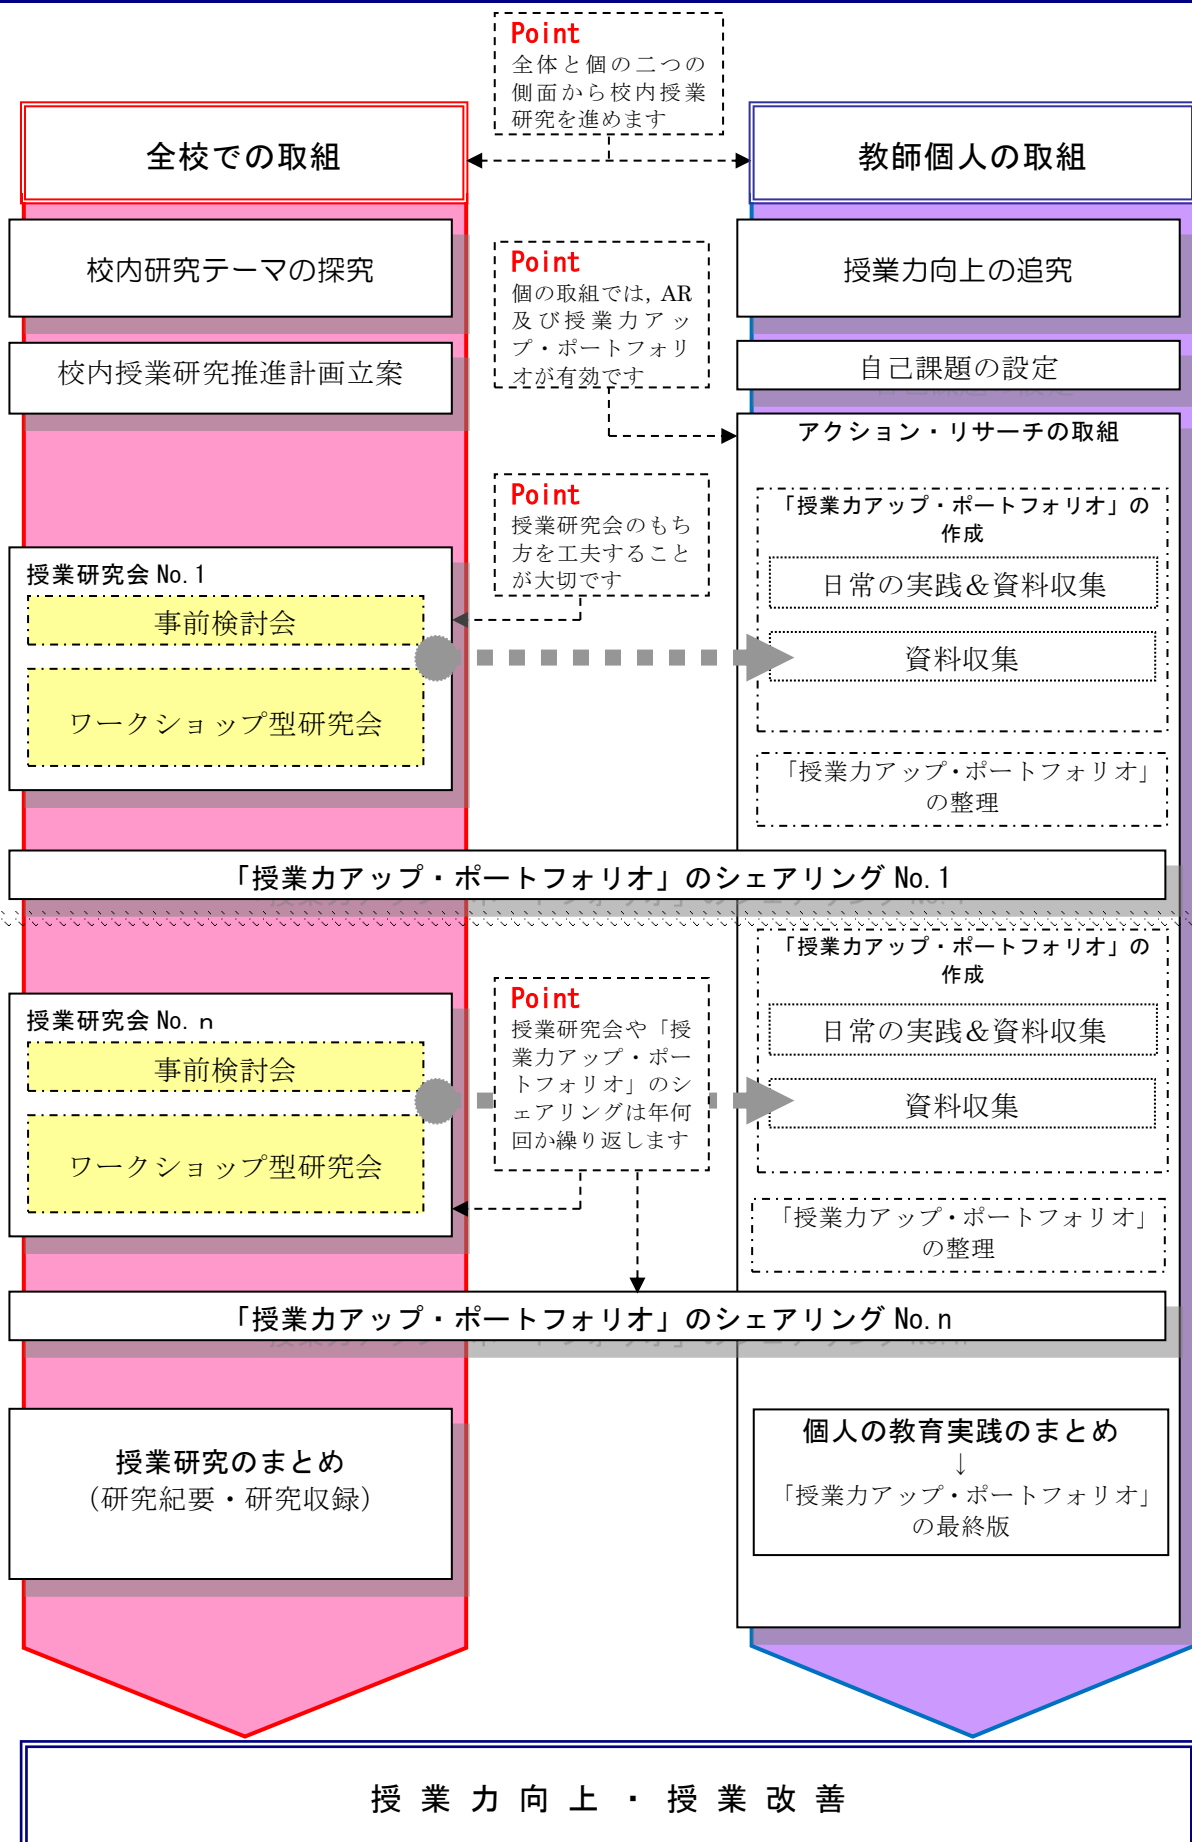 Point
全体と個の二つの
側面から校内授業
研究を進めます
全校での取組
教師個人の取組
校内研究テーマの探究
Point
個の取組では，AR
及び授業力アッ
プ・ポートフォリ
オが有効です
授業力向上の追究
校内授業研究推進計画立案
自己課題の設定
アクション・リサーチの取組
Point
授業研究会のもち
方を工夫すること
が大切です
「授業力アップ・ポートフォリオ」の
作成
日常の実践＆資料収集
資料収集
授業研究会 No.1
事前検討会
ワークショップ型研究会
「授業力アップ・ポートフォリオ」
の整理
「授業力アップ・ポートフォリオ」のシェアリング No.1
「授業力アップ・ポートフォリオ」の
作成
日常の実践＆資料収集
資料収集
Point
授業研究会や「授
業力アップ・ポー
トフォリオ」のシ
ェアリングは年何
回か繰り返します
授業研究会 No.ｎ
事前検討会
ワークショップ型研究会
「授業力アップ・ポートフォリオ」
の整理
「授業力アップ・ポートフォリオ」のシェアリング No.n
授業研究のまとめ
（研究紀要・研究収録）
個人の教育実践のまとめ
↓
「授業力アップ・ポートフォリオ」
の最終版
授業力向上・授業改善